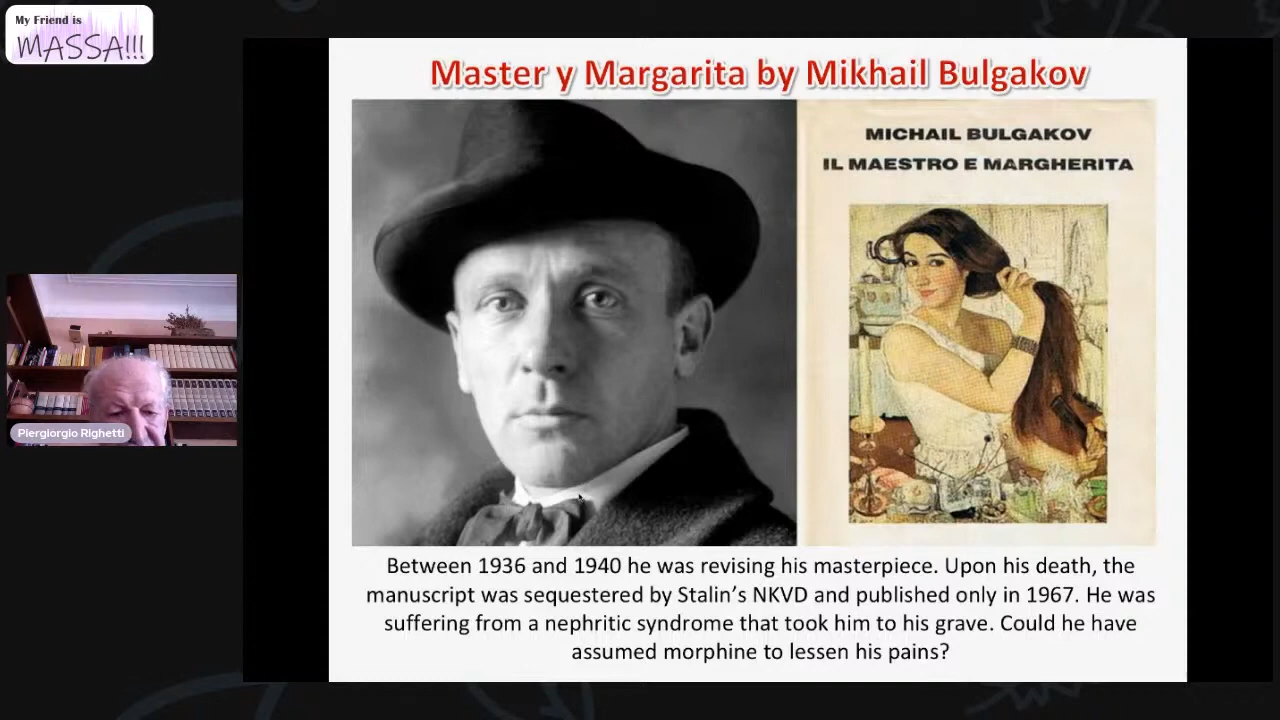 My Friend is
MASSA!!!
Master y Margarita by Mikhail Bulgakov
MICHAIL BULGAKOV
IL MAESTRO E MARGHERITA
Piergiorgio Righetti
Between 1936 and 1940 he was revising his masterpiece. Upon his death, the
manuscript was sequestered by Stalin’s NKVD and published only in 1967. He was
suffering from a nephritic syndrome that took him to his grave. Could he have
assumed morphine to lessen his pains?